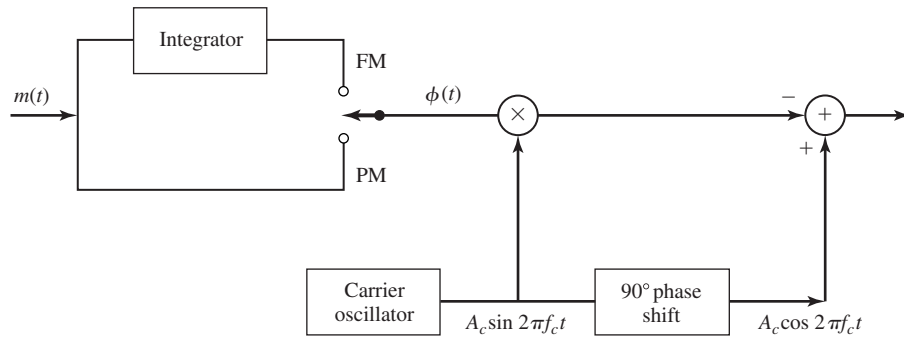 Integrator
FM
m(t)
ϕ(t)
×
−
+
+
PM
Carrier
oscillator
90° phase
shift
A_c sin 2πf_c t
A_c cos 2πf_c t